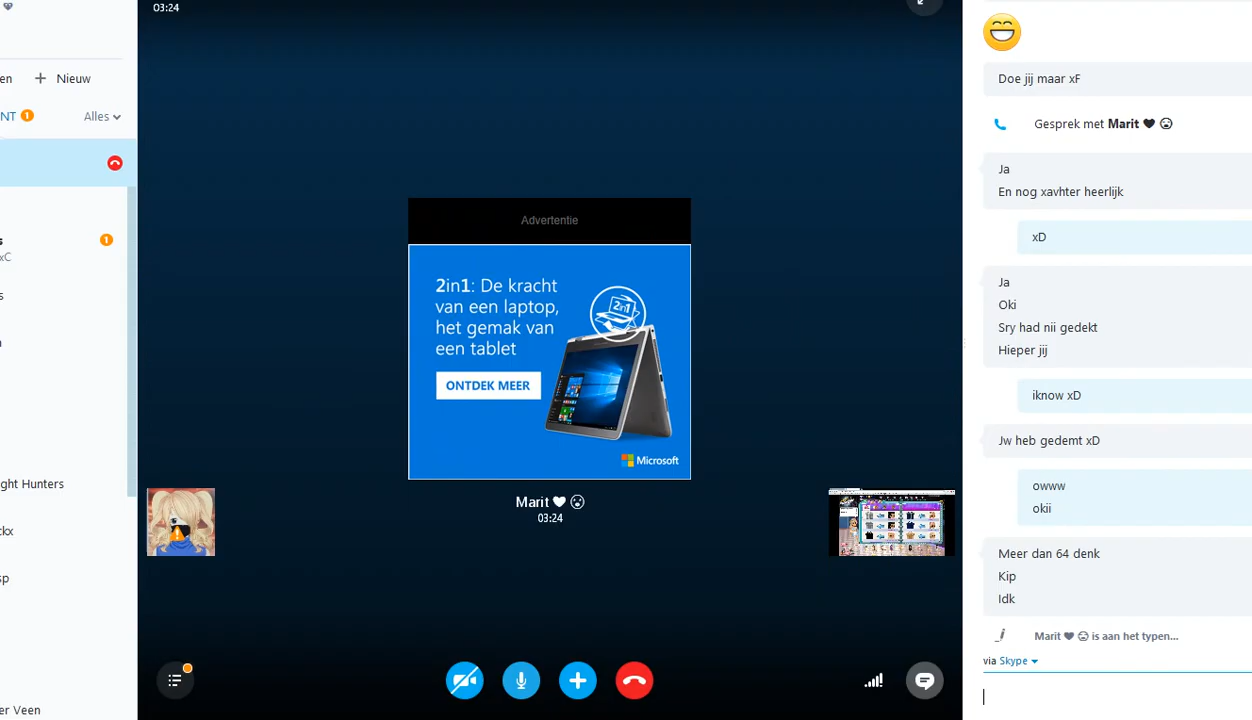 03:24
en
Nieuw
NT 1
Alles
s
1
xC
s
ght Hunters
ckx
sp
er Veen
Advertentie
2in1: De kracht
van een laptop,
het gemak van
een tablet
2in1
ONTDEK MEER
Microsoft
Marit
03:24
Doe jij maar xF
Gesprek met Marit
Ja
En nog xavhter heerlijk
xD
Ja
Oki
Sry had nii gedekt
Hieper jij
iknow xD
Jw heb gedemt xD
owww
okii
Meer dan 64 denk
Kip
Idk
Marit is aan het typen...
via Skype